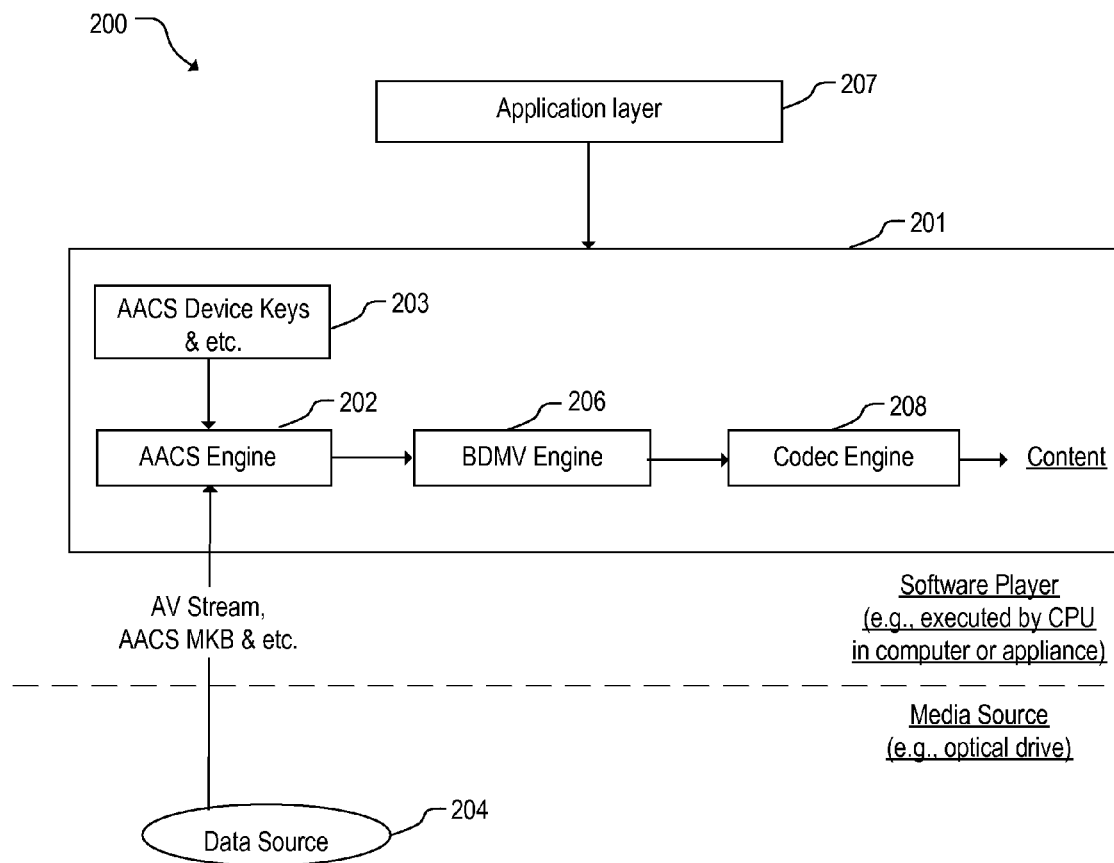 200
Application layer
207
201
AACS Device Keys
& etc.
203
202
206
208
AACS Engine
BDMV Engine
Codec Engine
Content
AV Stream,
AACS MKB & etc.
Software Player
(e.g., executed by CPU
in computer or appliance)
Media Source
(e.g., optical drive)
Data Source
204